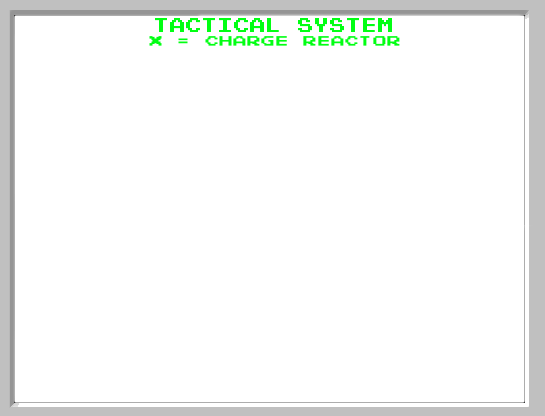 TACTICAL SYSTEM
X = CHARGE REACTOR